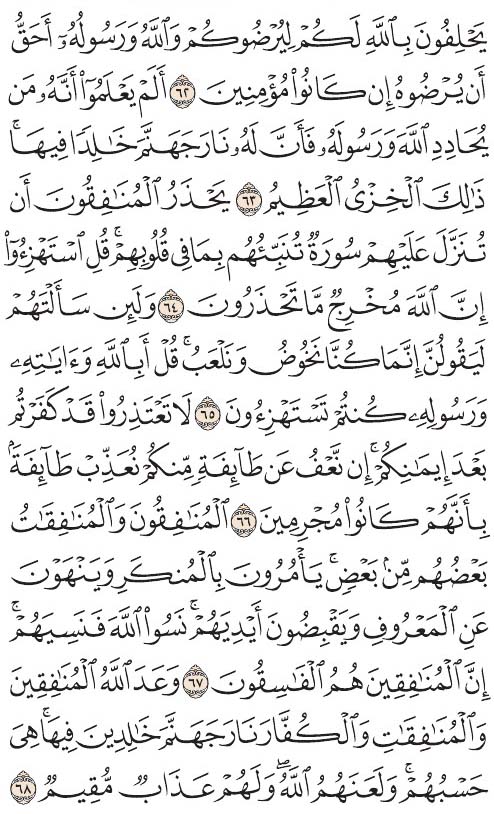 يَحْلِفُونَ بِٱللَّهِ لَكُمْ لِيُرْضُوكُمْ وَٱللَّهُ وَرَسُولُهُۥٓ أَحَقُّ
أَن يُرْضُوهُ إِن كَانُوا۟ مُؤْمِنِينَ ٦٢ أَلَمْ يَعْلَمُوٓا۟ أَنَّهُۥ مَن
يُحَادِدِ ٱللَّهَ وَرَسُولَهُۥ فَأَنَّ لَهُۥ نَارَ جَهَنَّمَ خَٰلِدًا فِيهَا ۚ
ذَٰلِكَ ٱلْخِزْىُ ٱلْعَظِيمُ ٦٣ يَحْذَرُ ٱلْمُنَٰفِقُونَ أَن
تُنَزَّلَ عَلَيْهِمْ سُورَةٌ تُنَبِّئُهُم بِمَا فِى قُلُوبِهِمْ ۚ قُلِ ٱسْتَهْزِءُوٓا۟
إِنَّ ٱللَّهَ مُخْرِجٌ مَّا تَحْذَرُونَ ٦٤ وَلَئِن سَأَلْتَهُمْ
لَيَقُولُنَّ إِنَّمَا كُنَّا نَخُوضُ وَنَلْعَبُ ۚ قُلْ أَبِٱللَّهِ وَءَايَٰتِهِۦ
وَرَسُولِهِۦ كُنتُمْ تَسْتَهْزِءُونَ ٦٥ لَا تَعْتَذِرُوا۟ قَدْ كَفَرْتُم
بَعْدَ إِيمَٰنِكُمْ ۚ إِن نَّعْفُ عَن طَآئِفَةٍ مِّنكُمْ نُعَذِّبْ طَآئِفَةًۢ
بِأَنَّهُمْ كَانُوا۟ مُجْرِمِينَ ٦٦ ٱلْمُنَٰفِقُونَ وَٱلْمُنَٰفِقَٰتُ
بَعْضُهُم مِّنۢ بَعْضٍ ۚ يَأْمُرُونَ بِٱلْمُنكَرِ وَيَنْهَوْنَ
عَنِ ٱلْمَعْرُوفِ وَيَقْبِضُونَ أَيْدِيَهُمْ ۚ نَسُوا۟ ٱللَّهَ فَنَسِيَهُمْ ۗ
إِنَّ ٱلْمُنَٰفِقِينَ هُمُ ٱلْفَٰسِقُونَ ٦٧ وَعَدَ ٱللَّهُ ٱلْمُنَٰفِقِينَ
وَٱلْمُنَٰفِقَٰتِ وَٱلْكُفَّارَ نَارَ جَهَنَّمَ خَٰلِدِينَ فِيهَا ۚ هِىَ
حَسْبُهُمْ ۚ وَلَعَنَهُمُ ٱللَّهُ ۖ وَلَهُمْ عَذَابٌ مُّقِيمٌ ٦٨